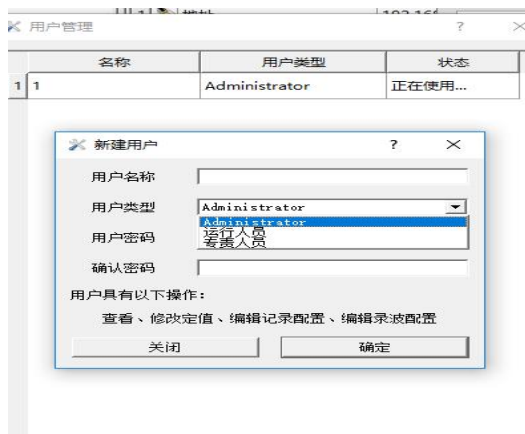 用户管理 ?
名称 用户类型 状态
1 1 Administrator 正在使用...
新建用户 ?
用户名称
用户类型 Administrator
Administrator
运行人员
用户密码
专责人员
确认密码
用户具有以下操作：
查看、修改定值、编辑记录配置、编辑录波配置
关闭 确定